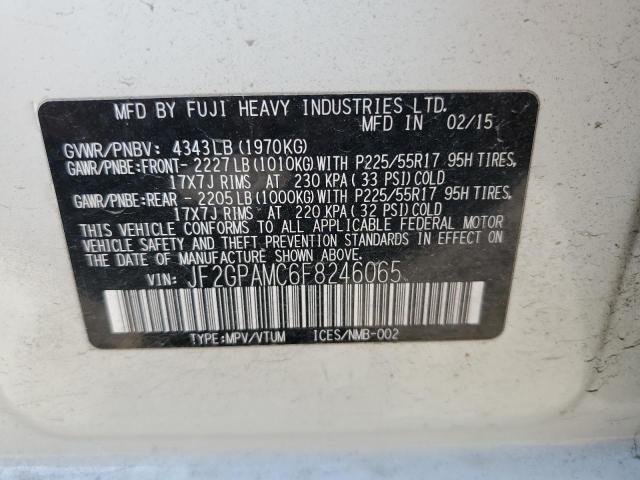 MFD BY FUJI HEAVY INDUSTRIES LTD.
MFD IN 02/15
GVWR/PNBV: 4343LB (1970KG)
GAWR/PNBE:FRONT- 2227LB(1010KG)WITH P225/55R17 95H TIRES,
17X7J RIMS AT 230 KPA(33 PSI)COLD
GAWR/PNBE:REAR - 2205LB(1000KG)WITH P225/55R17 95H TIRES,
17X7J RIMS AT 220 KPA(32 PSI)COLD
THIS VEHICLE CONFORMS TO ALL APPLICABLE FEDERAL MOTOR
VEHICLE SAFETY AND THEFT PREVENTION STANDARDS IN EFFECT ON
THE DATE OF MANUFACTURE SHOWN ABOVE.
VIN: JF2GPAMC6F8246065
TYPE:MPV/VTUM ICES/NMB-002